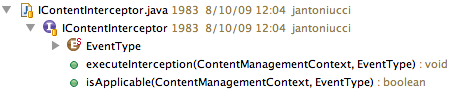 IContentInterceptor.java 1983 8/10/09 12:04 jantoniucci
IContentInterceptor 1983 8/10/09 12:04 jantoniucci
EventType
executeInterception(ContentManagementContext, EventType) : void
isApplicable(ContentManagementContext, EventType) : boolean